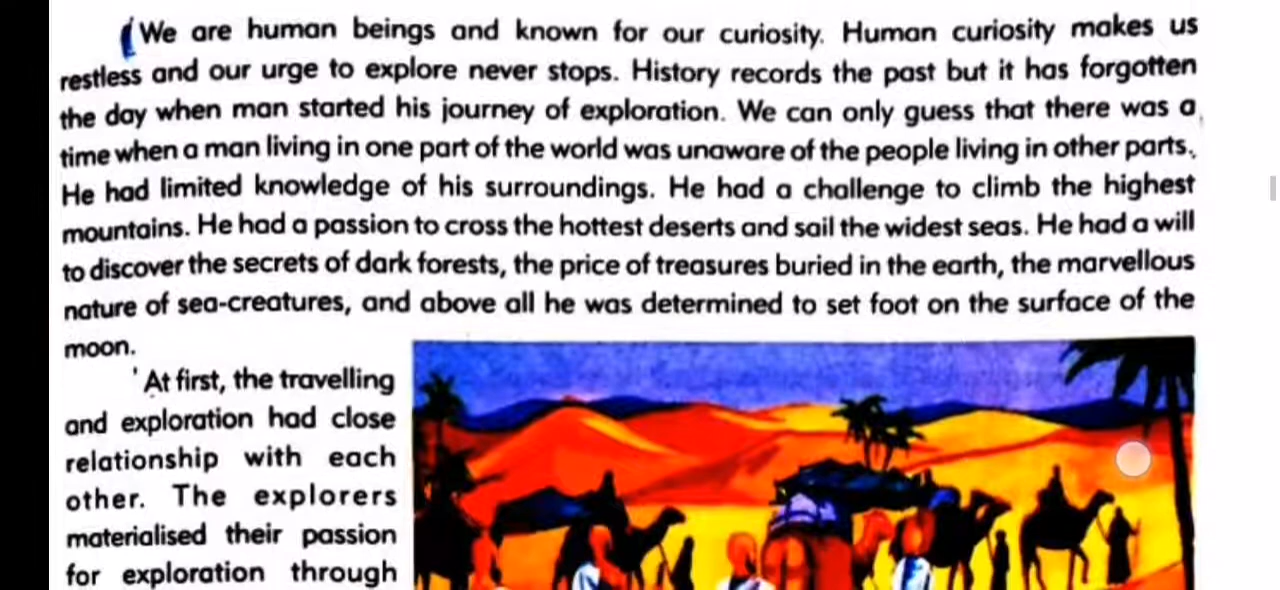 We are human beings and known for our curiosity. Human curiosity makes us
restless and our urge to explore never stops. History records the past but it has forgotten
the day when man started his journey of exploration. We can only guess that there was a
time when a man living in one part of the world was unaware of the people living in other parts.
He had limited knowledge of his surroundings. He had a challenge to climb the highest
mountains. He had a passion to cross the hottest deserts and sail the widest seas. He had a will
to discover the secrets of dark forests, the price of treasures buried in the earth, the marvellous
nature of sea-creatures, and above all he was determined to set foot on the surface of the
moon.
At first, the travelling
and exploration had close
relationship with each
other. The explorers
materialised their passion
for exploration through